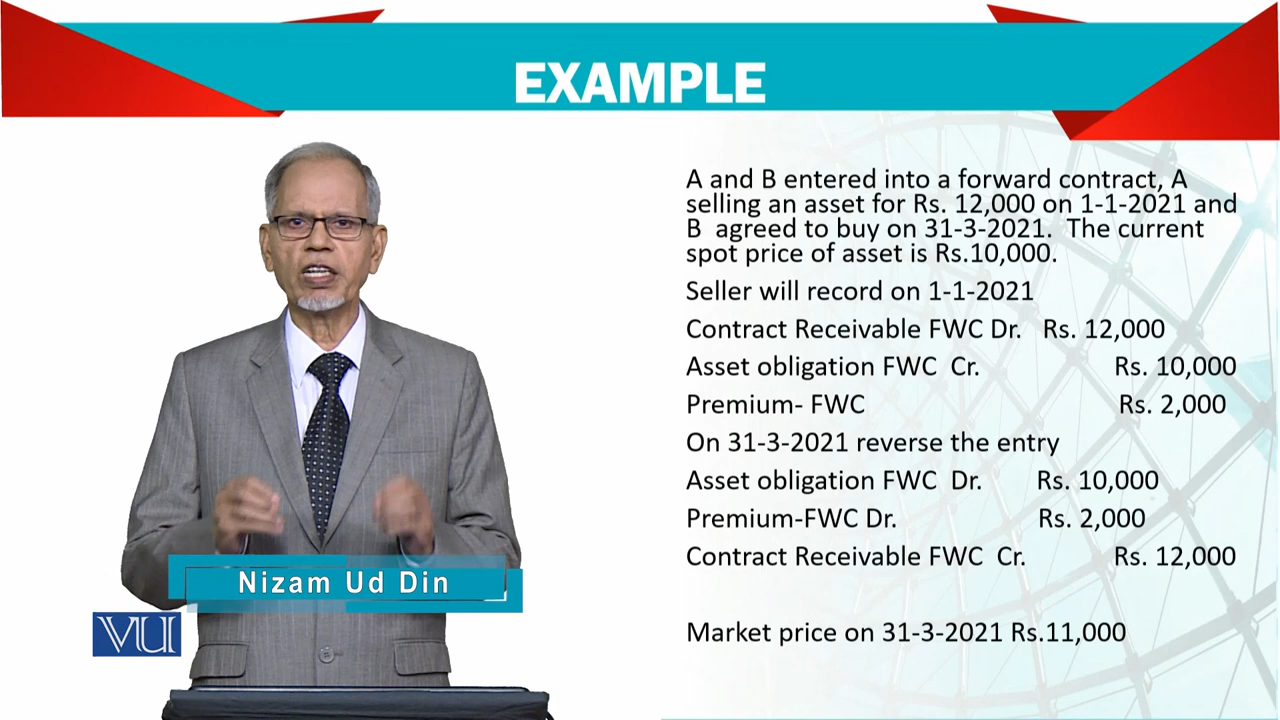 EXAMPLE
A and B entered into a forward contract, A
selling an asset for Rs. 12,000 on 1-1-2021 and
B agreed to buy on 31-3-2021. The current
spot price of asset is Rs.10,000.
Seller will record on 1-1-2021
Contract Receivable FWC Dr. Rs. 12,000
Asset obligation FWC Cr. Rs. 10,000
Premium- FWC Rs. 2,000
On 31-3-2021 reverse the entry
Asset obligation FWC Dr. Rs. 10,000
Premium-FWC Dr. Rs. 2,000
Contract Receivable FWC Cr. Rs. 12,000
Market price on 31-3-2021 Rs.11,000
Nizam Ud Din
VU